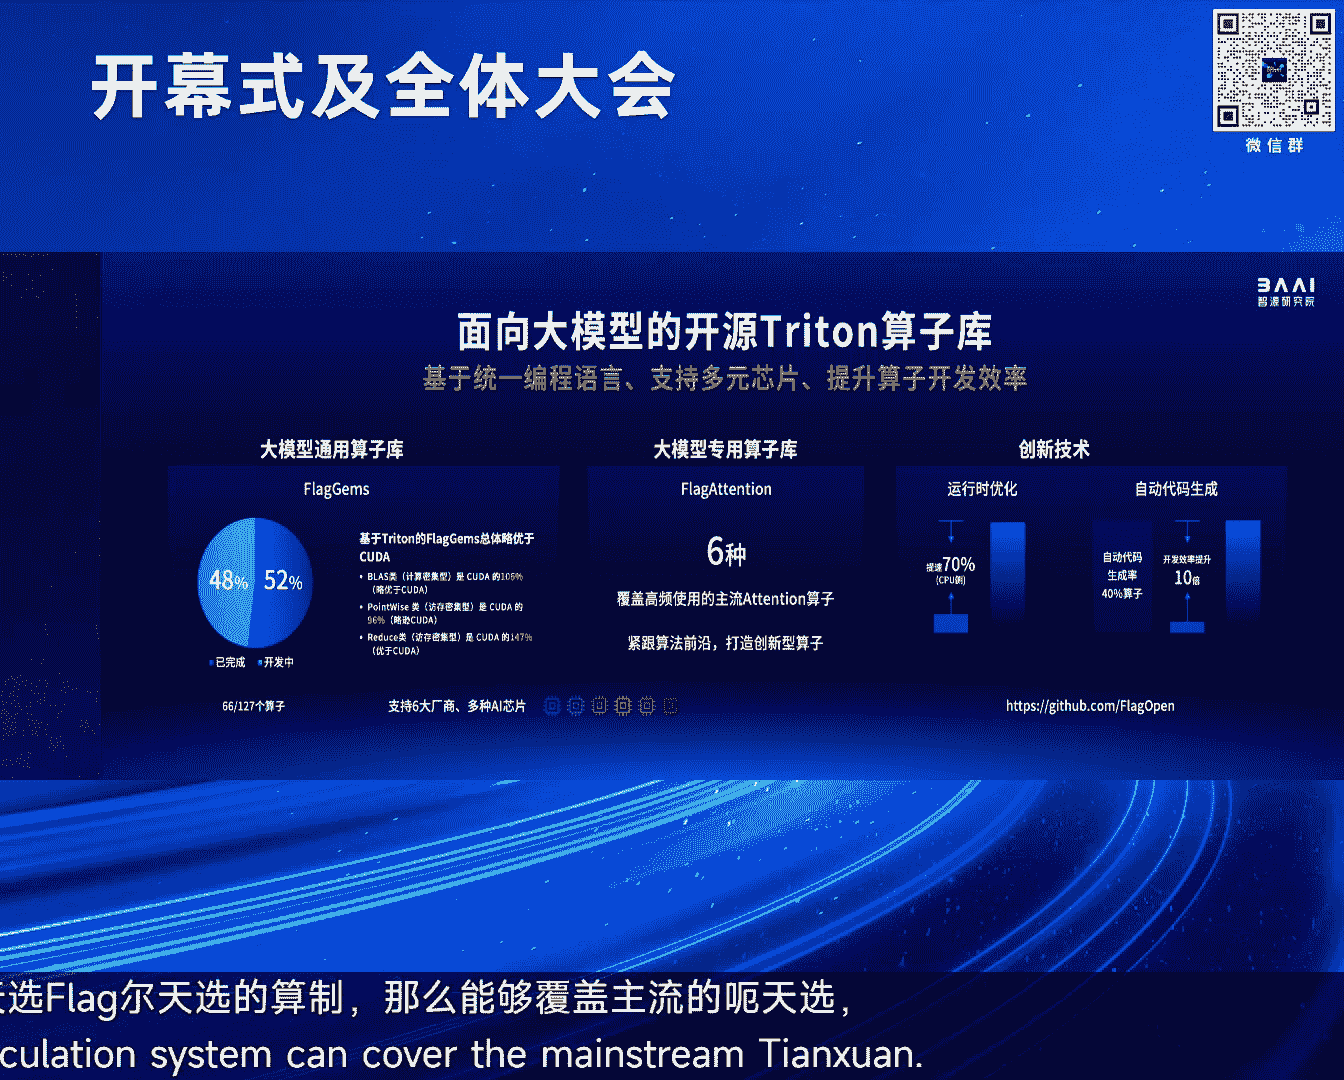 开幕式及全体大会
微信群
BAAI
智源研究院
面向大模型的开源Triton算子库
基于统一编程语言、支持多元芯片、提升算子开发效率
大模型通用算子库
FlagGems
48%
52%
已完成
开发中
66/127个算子
基于Triton的FlagGems总体略优于
CUDA
• BLAS类（计算密集型）是 CUDA 的106%
（略优于CUDA）
• PointWise 类（访存密集型）是 CUDA 的
96%（略逊CUDA）
• Reduce类（访存密集型）是 CUDA 的147%
（优于CUDA）
支持6大厂商、多种AI芯片
大模型专用算子库
FlagAttention
6种
覆盖高频使用的主流Attention算子
紧跟算法前沿，打造创新型算子
创新技术
运行时优化
提速70%
(CPU侧)
自动代码生成
自动代码
生成率
40%算子
开发效率提升
10倍
https://github.com/FlagOpen
选Flag尔天选的算制，那么能够覆盖主流的呃天选，
culation system can cover the mainstream Tianxuan.